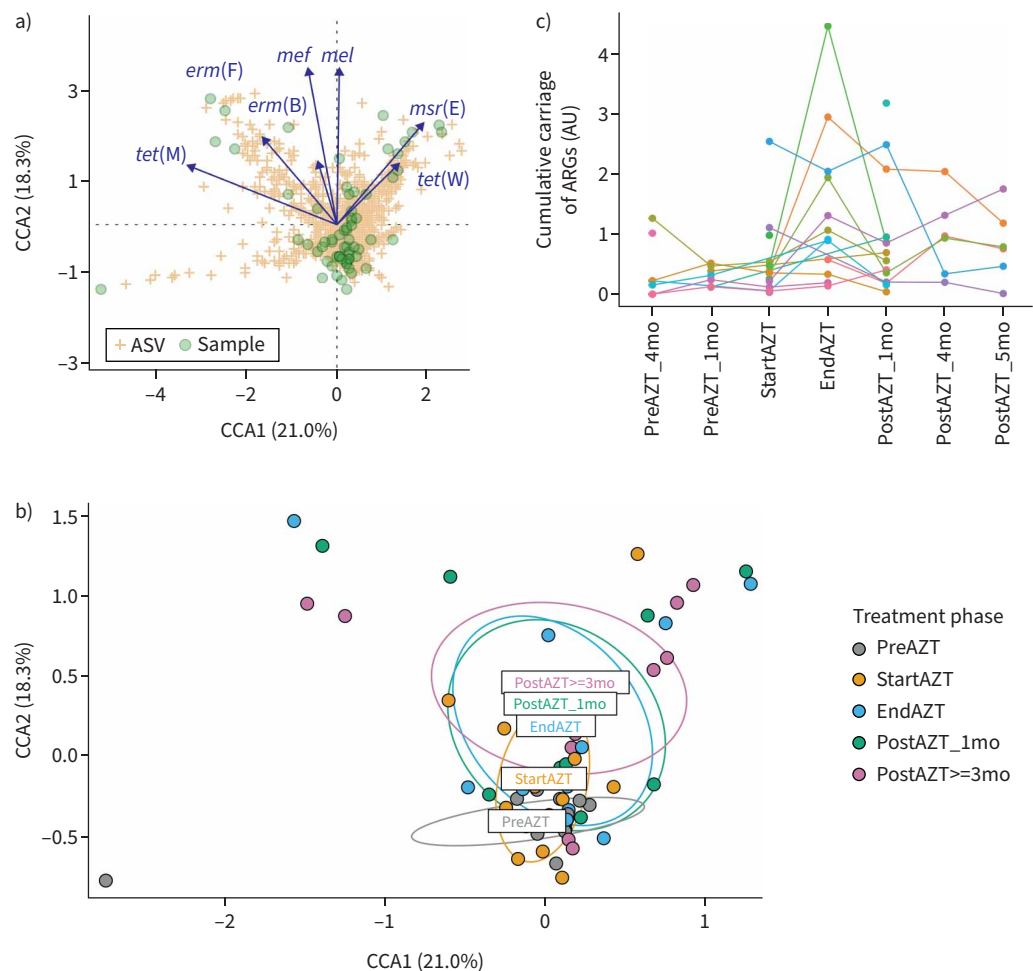 a)
CCA2 (18.3%)
3
1
–1
–3
erm(F)
mef
mel
erm(B)
msr(E)
tet(M)
tet(W)
ASV
Sample
–4
–2
0
2
CCA1 (21.0%)
c)
Cumulative carriage
of ARGs (AU)
4
3
2
1
0
PreAZT_4mo
PreAZT_1mo
StartAZT
EndAZT
PostAZT_1mo
PostAZT_4mo
PostAZT_5mo
b)
CCA2 (18.3%)
1.5
1.0
0.5
0.0
–0.5
PostAZT>=3mo
PostAZT_1mo
EndAZT
StartAZT
PreAZT
–2
–1
0
1
CCA1 (21.0%)
Treatment phase
PreAZT
StartAZT
EndAZT
PostAZT_1mo
PostAZT>=3mo